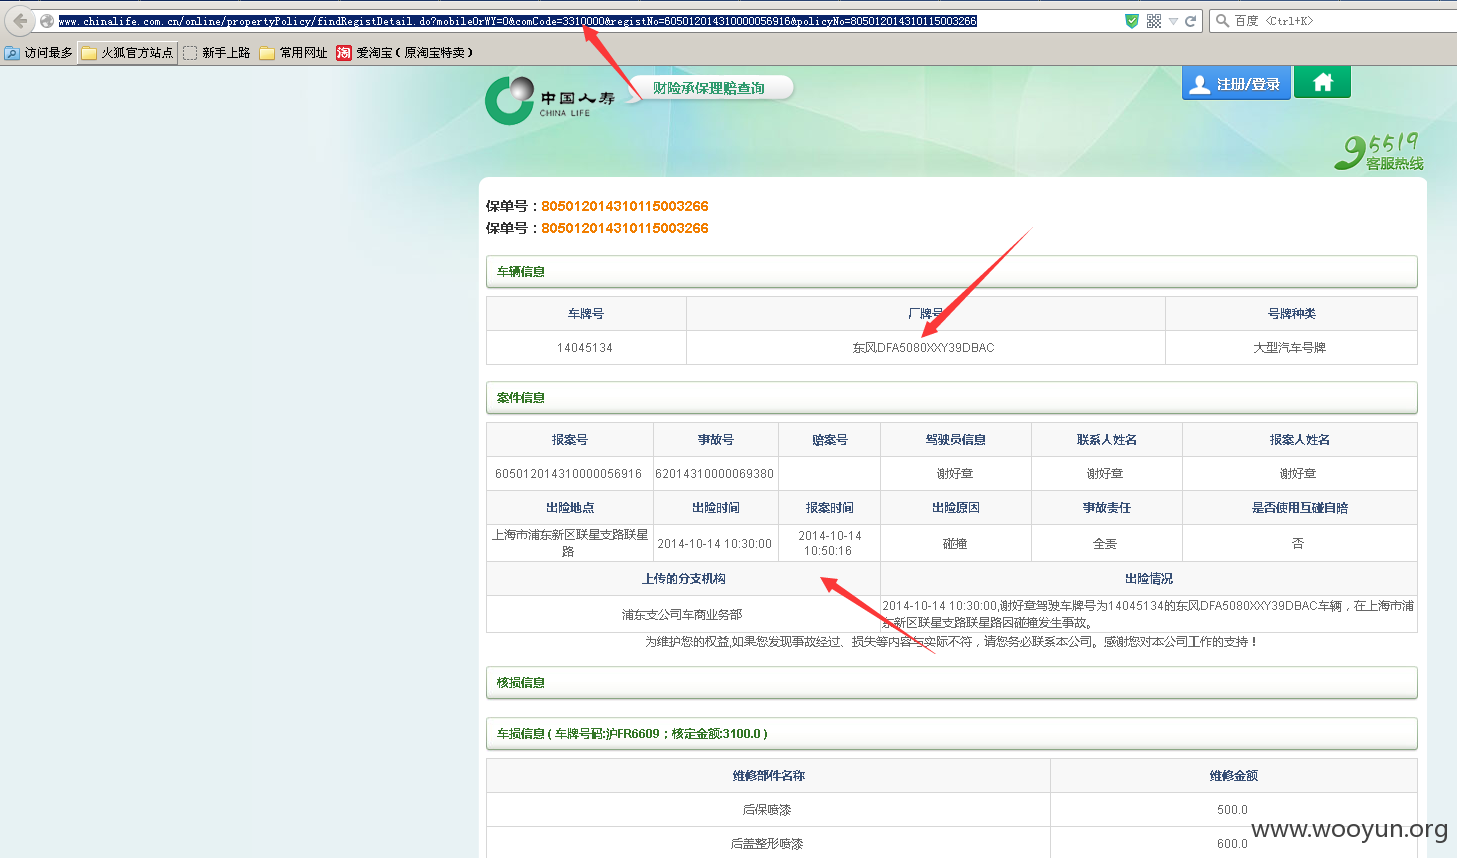 www.chinalife.com.cn/online/propertyPolicy/findRegistDetail.do?mobileOrWY=0&comCode=3310000&registNo=605012014310000056916&policyNo=805012014310115003266
百度 <Ctrl+K>
访问最多 火狐官方站点 新手上路 常用网址 淘 爱淘宝（原淘宝特卖）
中国人寿
CHINA LIFE
财险承保理赔查询
注册/登录
95519
客服热线
保单号：805012014310115003266
保单号：805012014310115003266
车辆信息
车牌号 厂牌号 号牌种类
14045134 东风DFA5080XXY39DBAC 大型汽车号牌
案件信息
报案号 事故号 赔案号 驾驶员信息 联系人姓名 报案人姓名
605012014310000056916 62014310000069380 谢好章 谢好章 谢好章
出险地点 出险时间 报案时间 出险原因 事故责任 是否使用互碰自赔
上海市浦东新区联星支路联星路 2014-10-14 10:30:00 2014-10-14 10:50:16 碰撞 全责 否
上传的分支机构 出险情况
浦东支公司车商业务部
2014-10-14 10:30:00,谢好章驾驶车牌号为14045134的东风DFA5080XXY39DBAC车辆，在上海市浦
东新区联星支路联星路因碰撞发生事故。
为维护您的权益,如果您发现事故经过、损失等内容与实际不符，请您务必联系本公司。感谢您对本公司工作的支持！
核损信息
车损信息（车牌号码:沪FR6609；核定金额:3100.0）
维修部件名称 维修金额
后保喷漆 500.0
后盖整形喷漆 600.0
www.wooyun.org